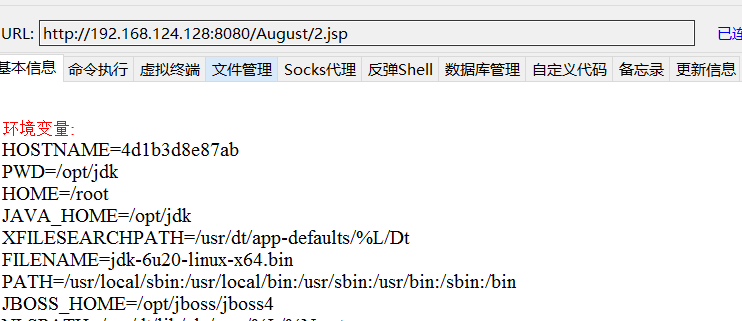 URL: http://192.168.124.128:8080/August/2.jsp 已连
基本信息 命令执行 虚拟终端 文件管理 Socks代理 反弹Shell 数据库管理 自定义代码 备忘录 更新信息
环境变量:
HOSTNAME=4d1b3d8e87ab
PWD=/opt/jdk
HOME=/root
JAVA_HOME=/opt/jdk
XFILESEARCHPATH=/usr/dt/app-defaults/%L/Dt
FILENAME=jdk-6u20-linux-x64.bin
PATH=/usr/local/sbin:/usr/local/bin:/usr/sbin:/usr/bin:/sbin:/bin
JBOSS_HOME=/opt/jboss/jboss4